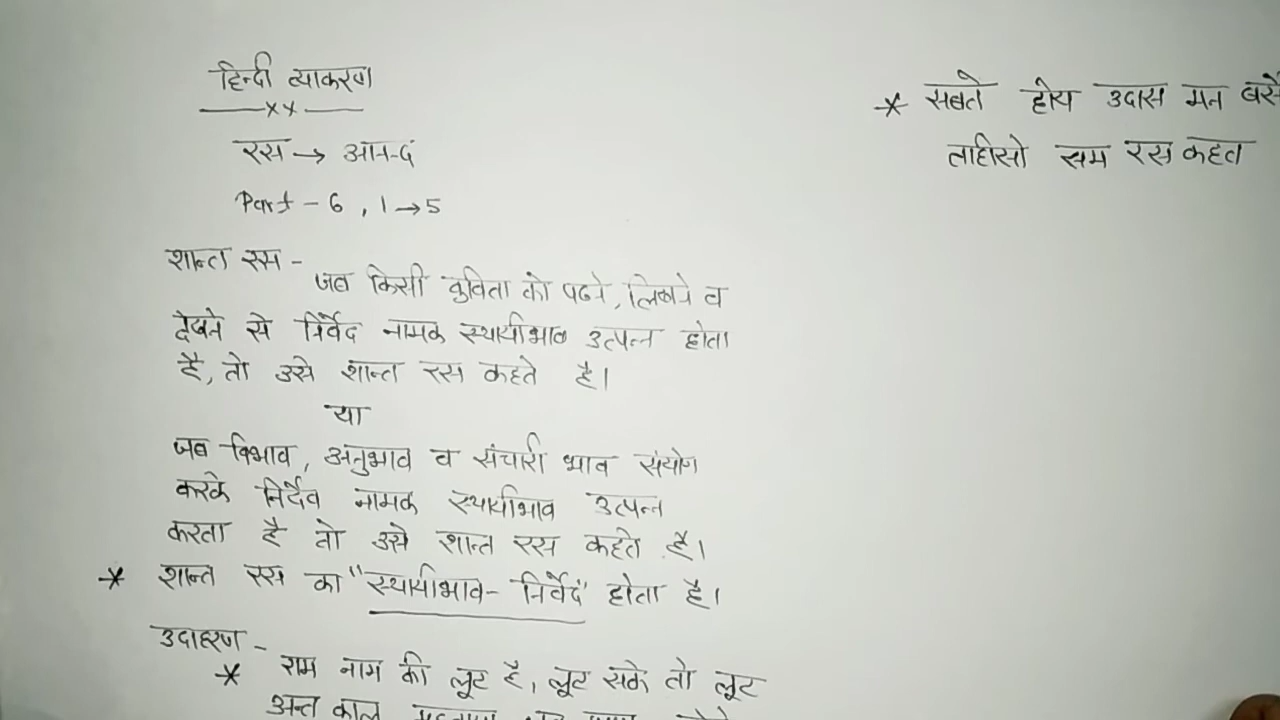 हिन्दी व्याकरण
रस → आनन्द
Part - 6 , 1 → 5
शान्त रस -
जब किसी कविता को पढने, लिखने व
देखने से निर्वेद नामक स्थायीभाव उत्पन्न होता
है, तो उसे शान्त रस कहते है।
या
जब विभाव, अनुभाव व संचारी भाव संयोग
करके निर्देव नामक स्थायीभाव उत्पन्न
करता है तो उसे शान्त रस कहते है।
* शान्त रस का "स्थायीभाव - निर्वेद" होता है।
उदाहरण -
* राम नाम की लूट है, लूट सके तो लूट
अन्त काल
* सबते होय उदास मन बसै
ताहीसो सम रस कहत